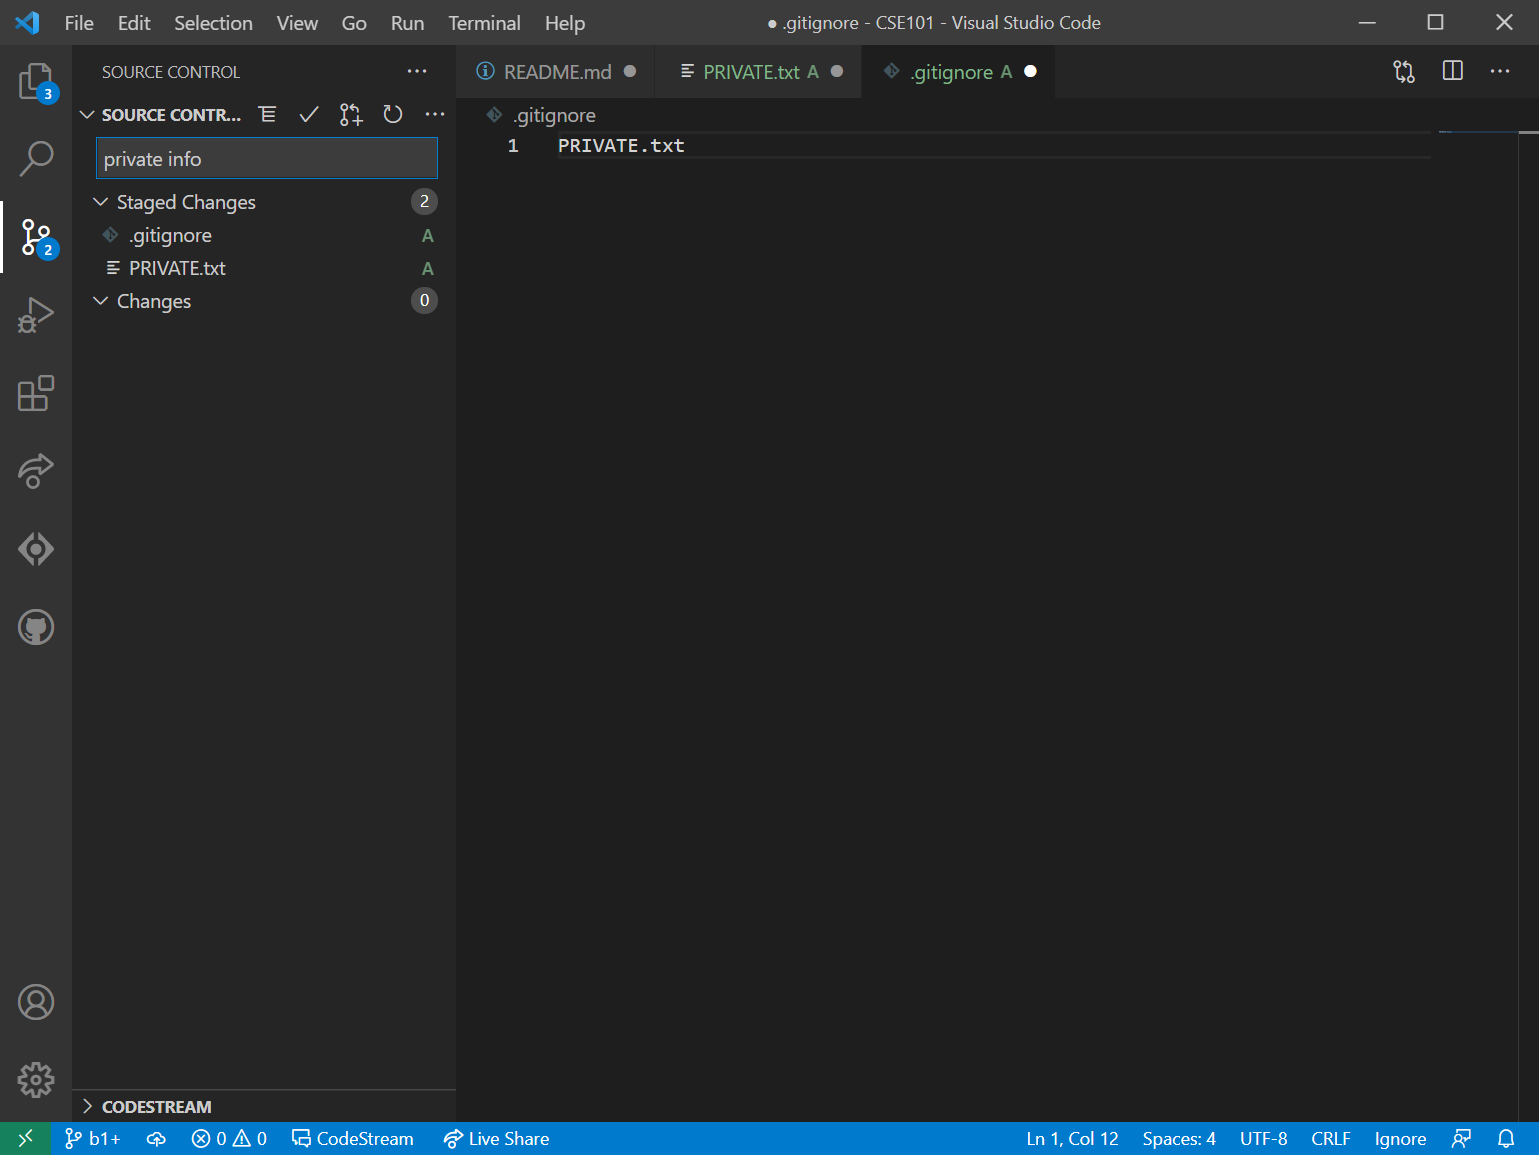 File Edit Selection View Go Run Terminal Help
● .gitignore - CSE101 - Visual Studio Code
3
2
SOURCE CONTROL
SOURCE CONTR...
private info
Staged Changes 2
.gitignore A
PRIVATE.txt A
Changes 0
CODESTREAM
README.md
PRIVATE.txt A
.gitignore A
.gitignore
1 PRIVATE.txt
b1+ 0 0 CodeStream Live Share
Ln 1, Col 12 Spaces: 4 UTF-8 CRLF Ignore